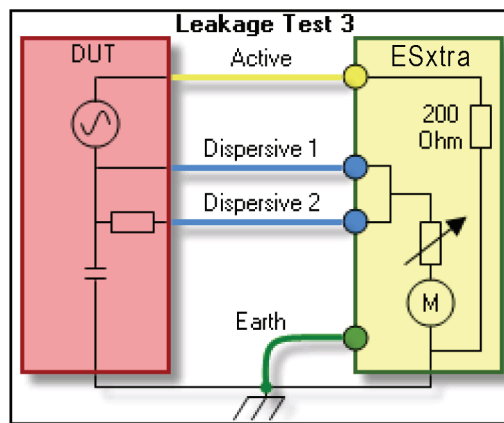 Leakage Test 3
DUT
Active
ESxtra
200
Ohm
Dispersive 1
Dispersive 2
M
Earth